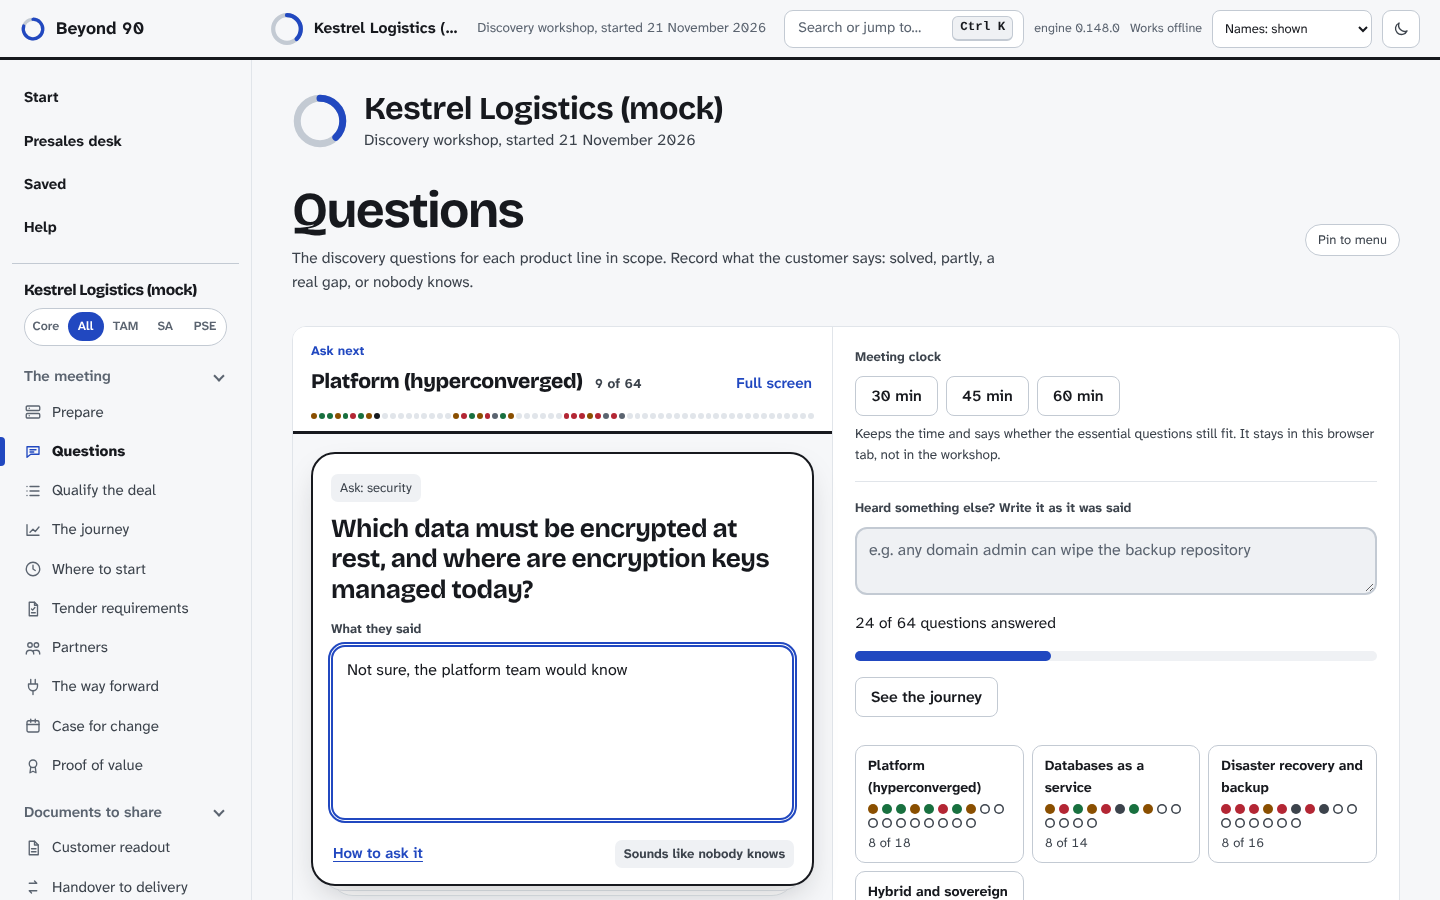 Beyond 90
Kestrel Logistics (...
Discovery workshop, started 21 November 2026
Search or jump to...
Ctrl K
engine 0.148.0
Works offline
Names: shown
Start
Presales desk
Saved
Help
Kestrel Logistics (mock)
Core
All
TAM
SA
PSE
The meeting
Prepare
Questions
Qualify the deal
The journey
Where to start
Tender requirements
Partners
The way forward
Case for change
Proof of value
Documents to share
Customer readout
Handover to delivery
Kestrel Logistics (mock)
Discovery workshop, started 21 November 2026
Questions
The discovery questions for each product line in scope. Record what the customer says: solved, partly, a
real gap, or nobody knows.
Pin to menu
Ask next
Platform (hyperconverged)
9 of 64
Full screen
Ask: security
Which data must be encrypted at
rest, and where are encryption keys
managed today?
What they said
Not sure, the platform team would know
How to ask it
Sounds like nobody knows
Meeting clock
30 min
45 min
60 min
Keeps the time and says whether the essential questions still fit. It stays in this browser
tab, not in the workshop.
Heard something else? Write it as it was said
e.g. any domain admin can wipe the backup repository
24 of 64 questions answered
See the journey
Platform
(hyperconverged)
8 of 18
Databases as a
service
8 of 14
Disaster recovery and
backup
8 of 16
Hybrid and sovereign